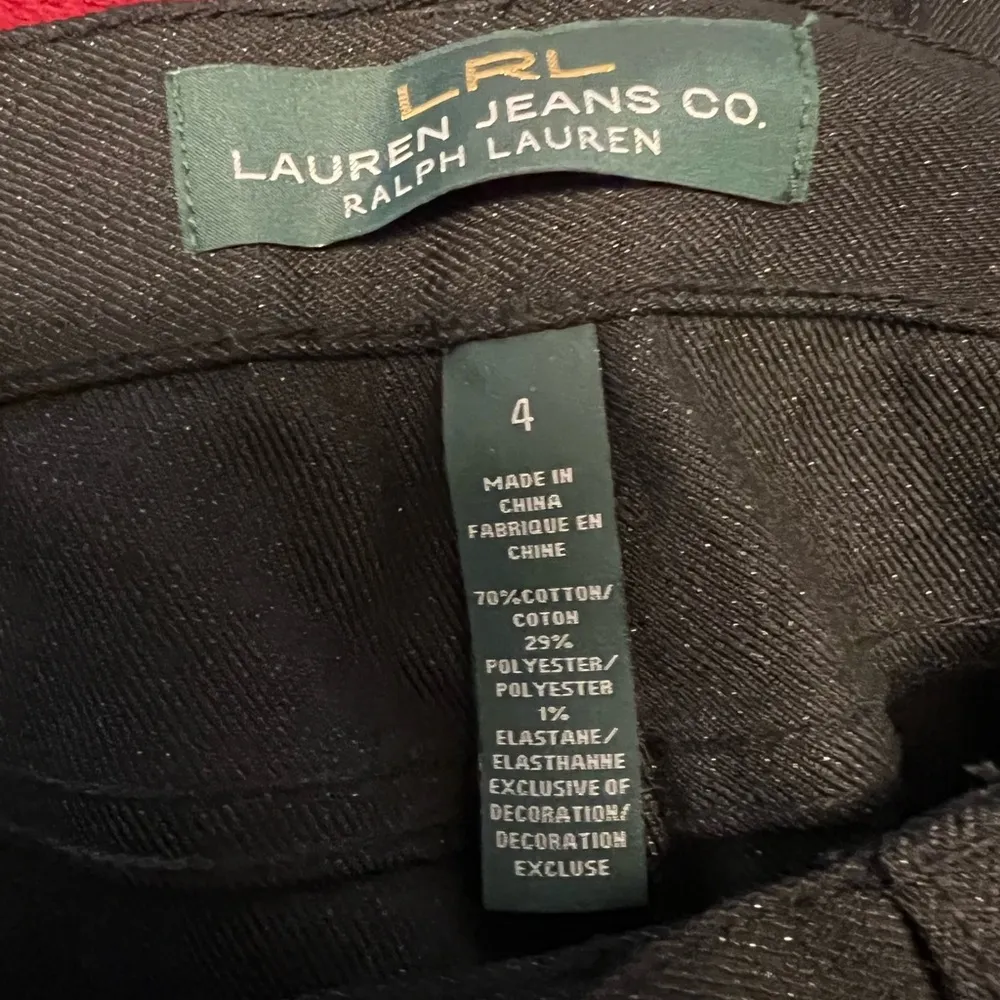 LRL
LAUREN JEANS CO.
RALPH LAUREN
4
MADE IN
CHINA
FABRIQUE EN
CHINE
70%COTTON/
COTON
29%
POLYESTER/
POLYESTER
1%
ELASTANE/
ELASTHANNE
EXCLUSIVE OF
DECORATION/
DECORATION
EXCLUSE